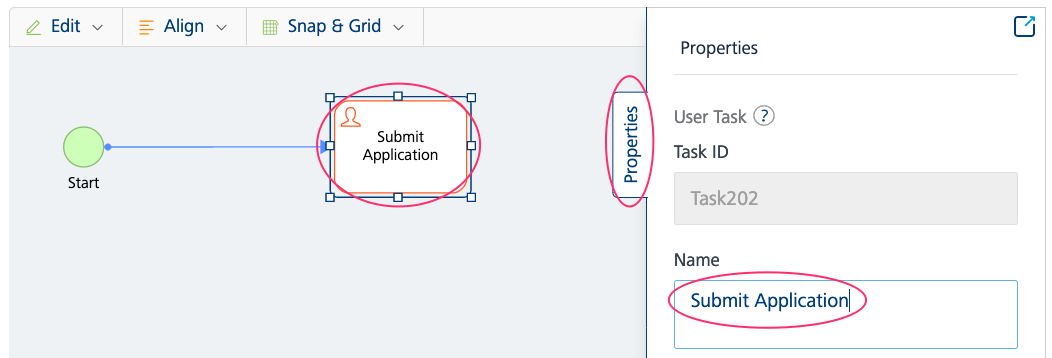 Edit
Align
Snap & Grid
Properties
Start
Submit
Application
Properties
User Task ?
Task ID
Task202
Name
Submit Application